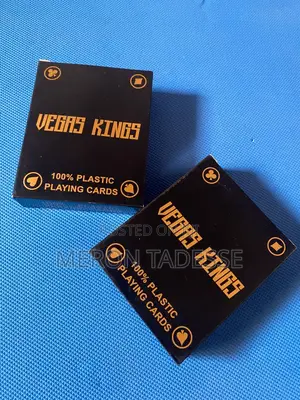 VEGAS KINGS
100% PLASTIC
PLAYING CARDS
VEGAS KINGS
100% PLASTIC
PLAYING CARDS
MERON TADESSE